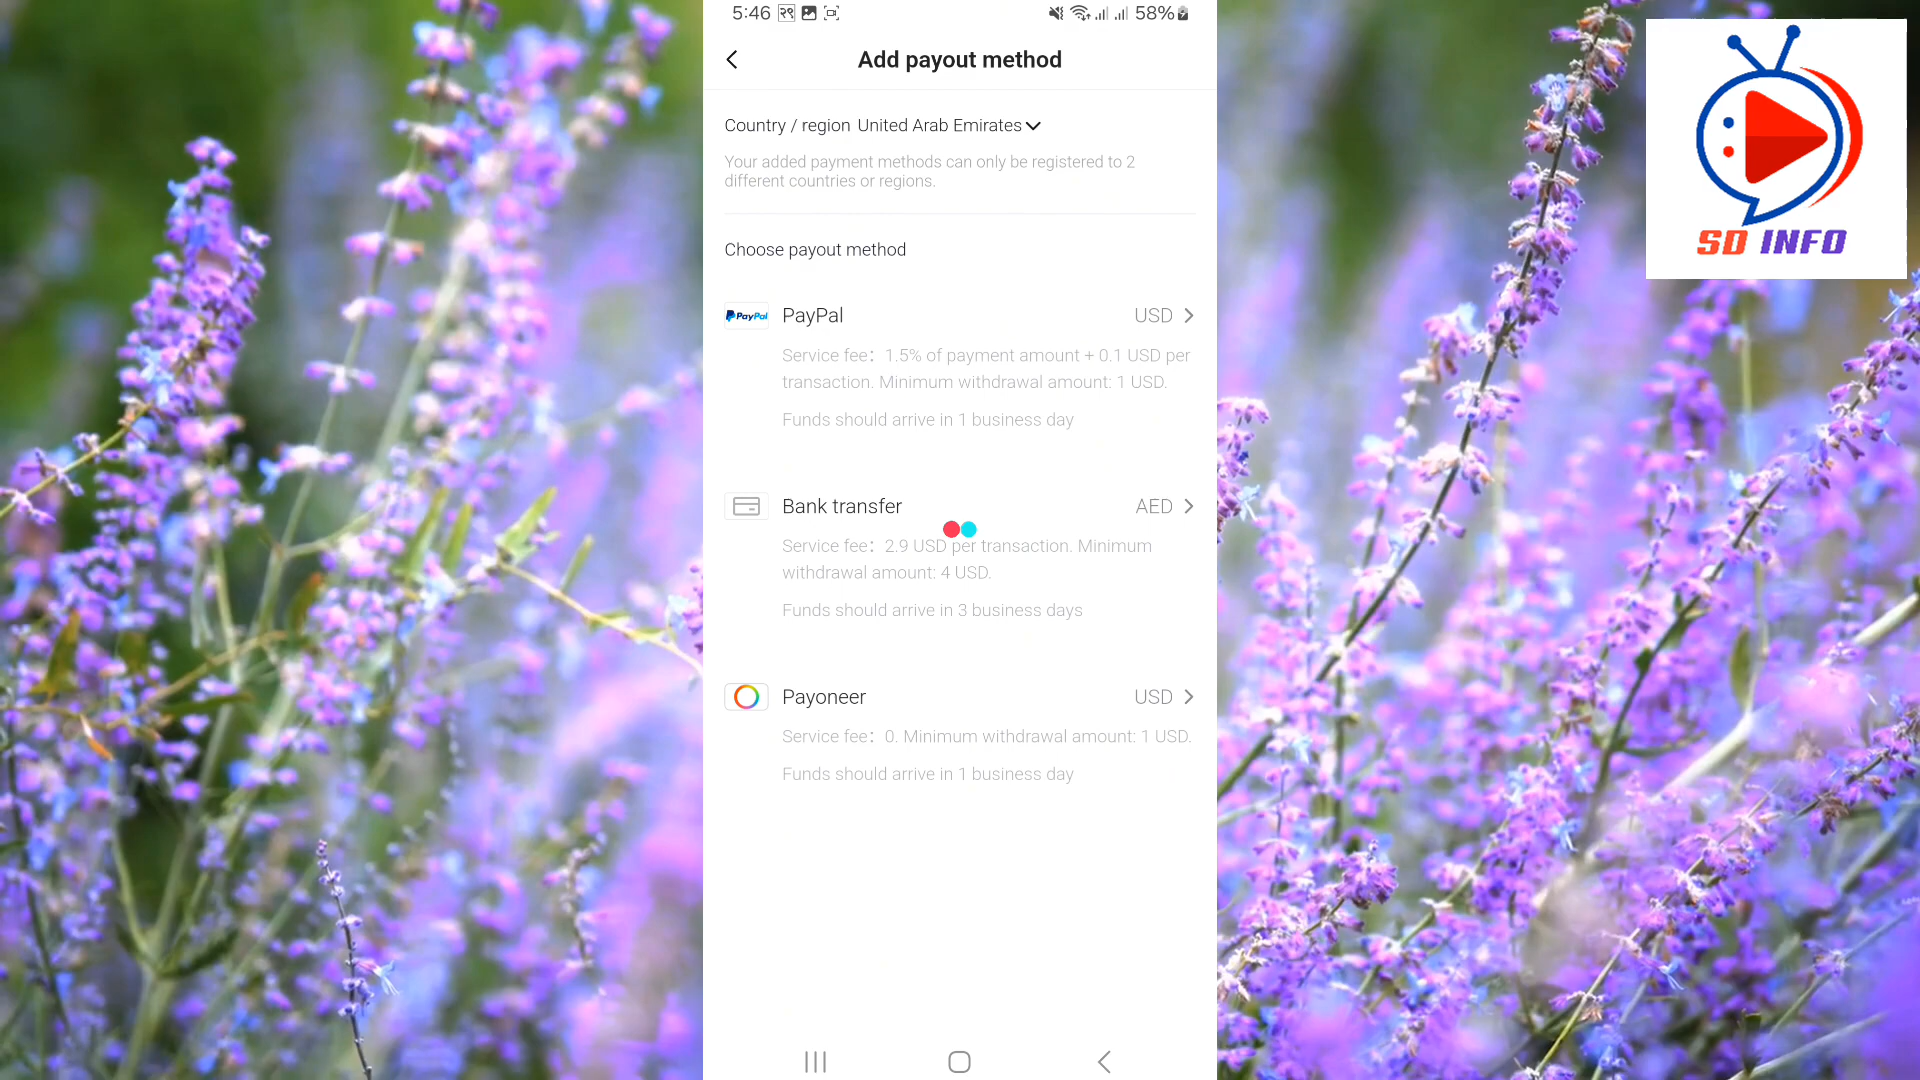 5:46 २९ 58%
Add payout method
Country / region United Arab Emirates
Your added payment methods can only be registered to 2
different countries or regions.
Choose payout method
PayPal PayPal USD
Service fee: 1.5% of payment amount + 0.1 USD per
transaction. Minimum withdrawal amount: 1 USD.
Funds should arrive in 1 business day
Bank transfer AED
Service fee: 2.9 USD per transaction. Minimum
withdrawal amount: 4 USD.
Funds should arrive in 3 business days
Payoneer USD
Service fee: 0. Minimum withdrawal amount: 1 USD.
Funds should arrive in 1 business day
SD INFO